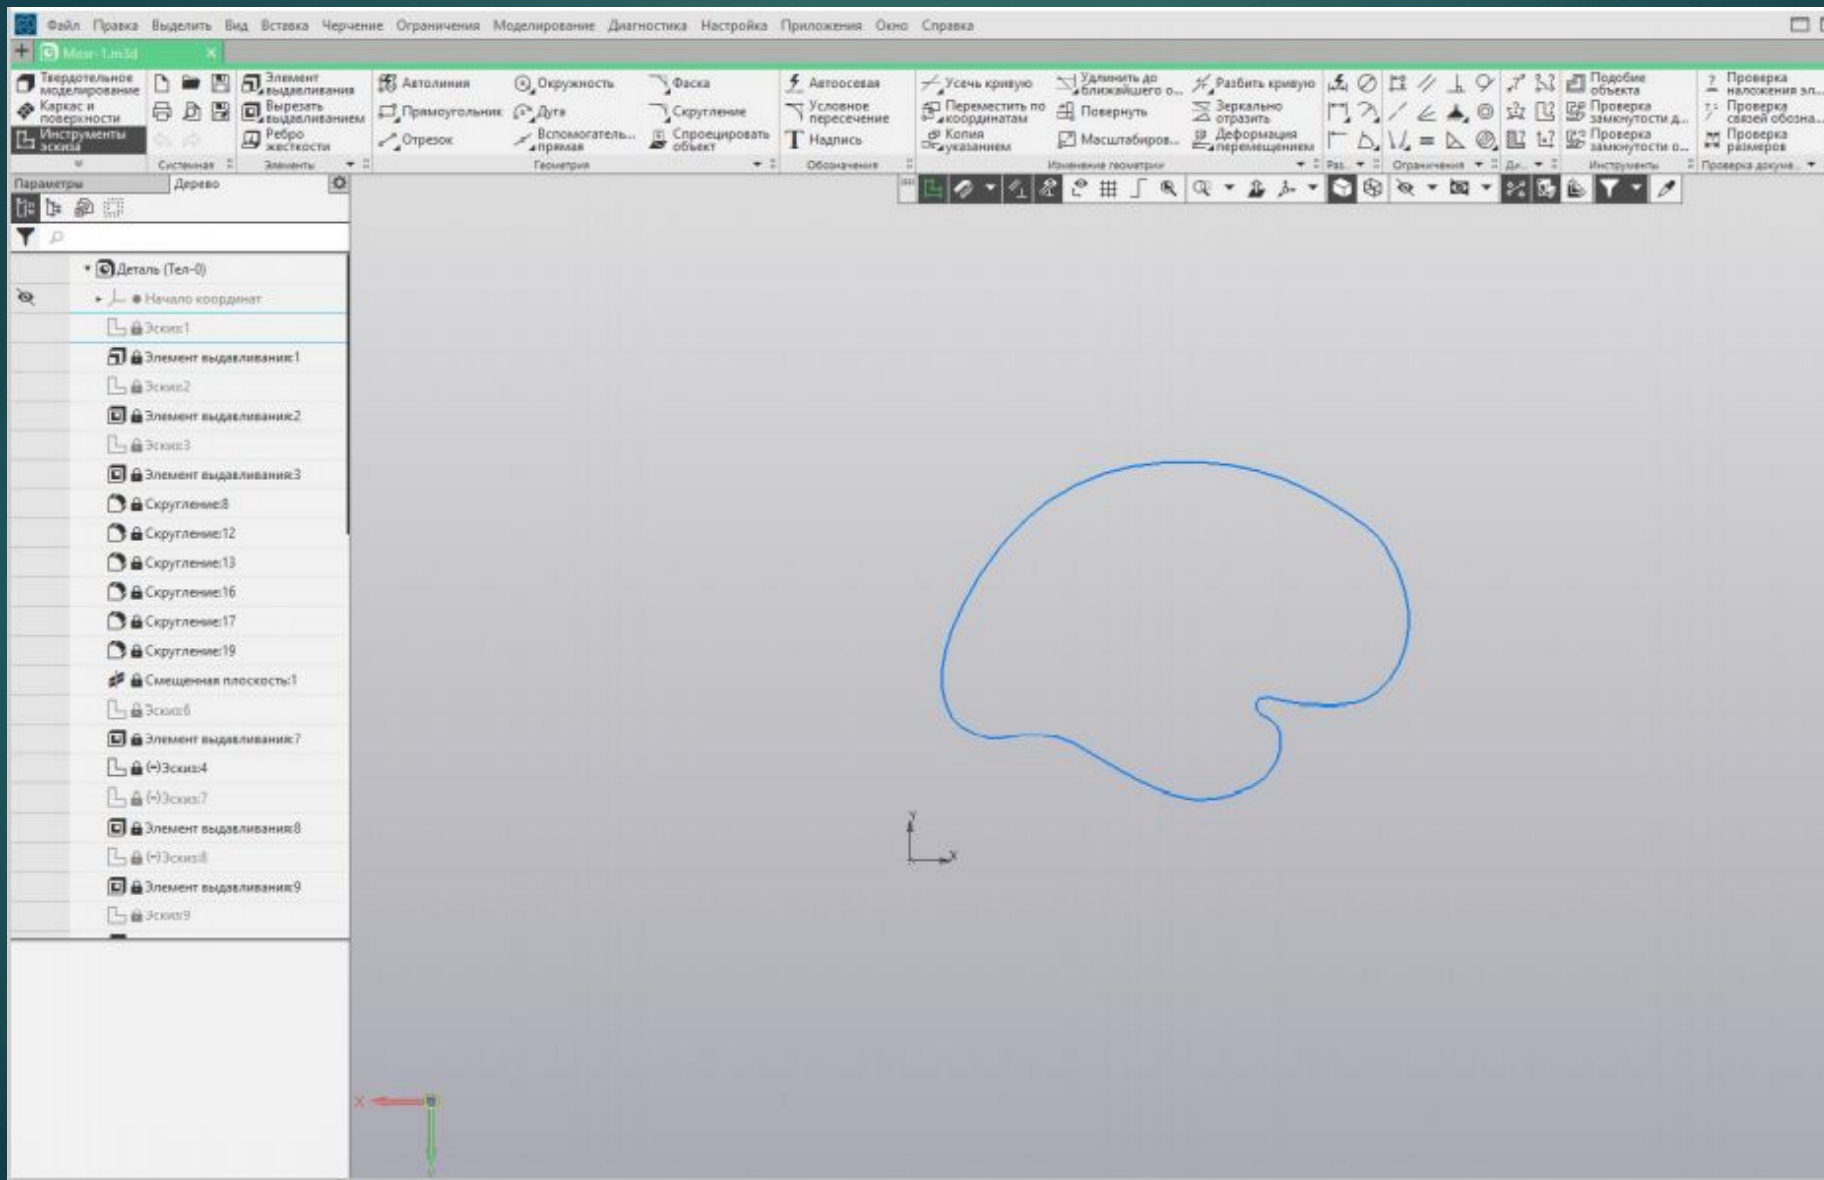 Файл Правка Выделить Вид Вставка Черчение Ограничения Моделирование Диагностика Настройка Приложения Окно Справка
Мозг-1.m3d
Твердотельное
моделирование
Каркас и
поверхности
Инструменты
эскиза
Системная
Элемент
выдавливания
Вырезать
выдавливанием
Ребро
жесткости
Элементы
Автолиния
Прямоугольник
Отрезок
Окружность
Дуга
Вспомогатель...
прямая
Фаска
Скругление
Спроецировать
объект
Геометрия
Автоосевая
Условное
пересечение
Надпись
Обозначения
Усечь кривую
Переместить по
координатам
Копия
указанием
Удлинить до
ближайшего о...
Повернуть
Масштабиров...
Разбить кривую
Зеркально
отразить
Деформация
перемещением
Изменение геометрии
Раз...
Ограничения
Ди...
Подобие
объекта
Проверка
замкнутости д...
Проверка
замкнутости о...
Инструменты
Проверка
наложения эл...
Проверка
связей обозна...
Проверка
размеров
Проверка докуме...
Параметры
Дерево
Деталь (Тел-0)
Начало координат
Эскиз:1
Элемент выдавливания:1
Эскиз:2
Элемент выдавливания:2
Эскиз:3
Элемент выдавливания:3
Скругление:8
Скругление:12
Скругление:13
Скругление:16
Скругление:17
Скругление:19
Смещенная плоскость:1
Эскиз:6
Элемент выдавливания:7
(-)Эскиз:4
(-)Эскиз:7
Элемент выдавливания:8
(-)Эскиз:8
Элемент выдавливания:9
Эскиз:9
Y
X
X
Y